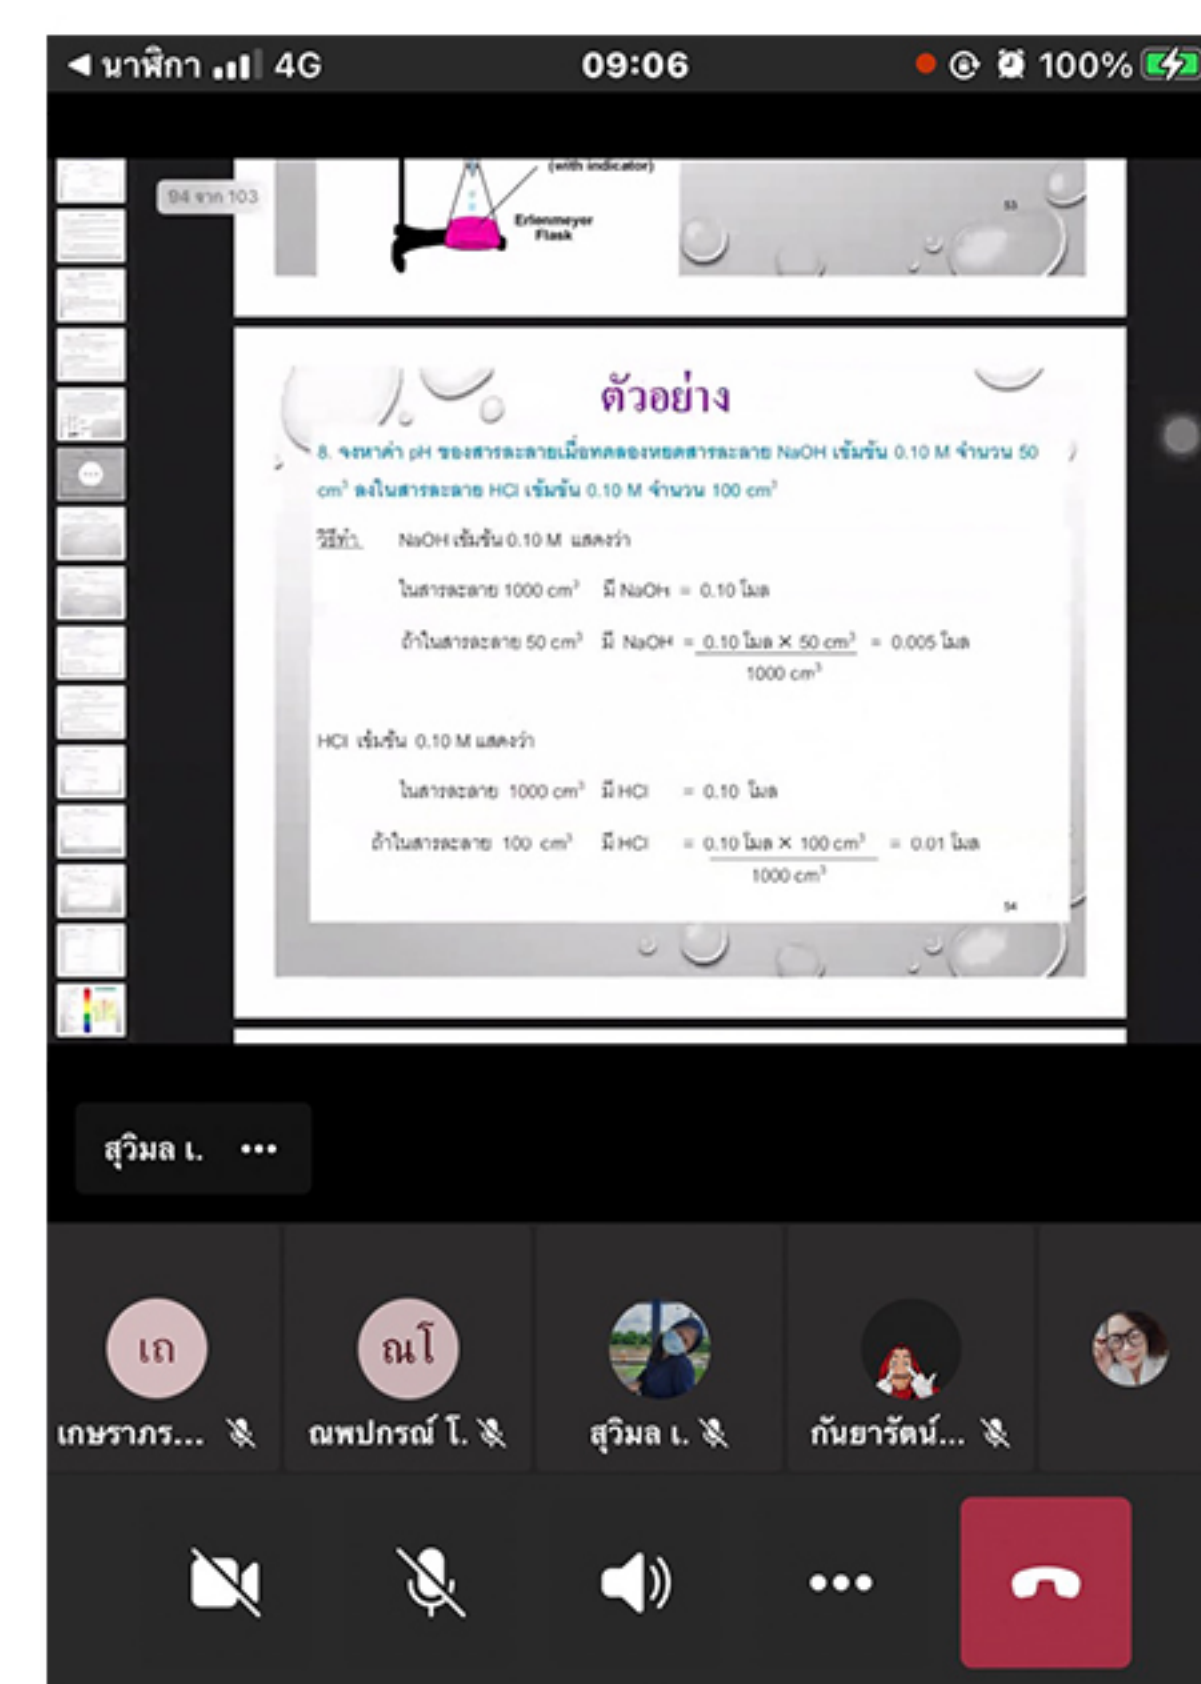 นาฬิกา 4G 09:06 100%
94 จาก 103
(with indicator)
Erlenmeyer
Flask
53
ตัวอย่าง
8. จงหาค่า pH ของสารละลายเมื่อทดลองหยดสารละลาย NaOH เข้มข้น 0.10 M จำนวน 50
cm³ ลงในสารละลาย HCl เข้มข้น 0.10 M จำนวน 100 cm³
วิธีทำ NaOH เข้มข้น 0.10 M แสดงว่า
ในสารละลาย 1000 cm³ มี NaOH = 0.10 โมล
ถ้าในสารละลาย 50 cm³ มี NaOH = 0.10 โมล × 50 cm³ = 0.005 โมล
1000 cm³
HCl เข้มข้น 0.10 M แสดงว่า
ในสารละลาย 1000 cm³ มี HCl = 0.10 โมล
ถ้าในสารละลาย 100 cm³ มี HCl = 0.10 โมล × 100 cm³ = 0.01 โมล
1000 cm³
54
สุวิมล เ. •••
เถ ณโ
เกษราภร... ณพปกรณ์ โ. สุวิมล เ. กันยารัตน์...